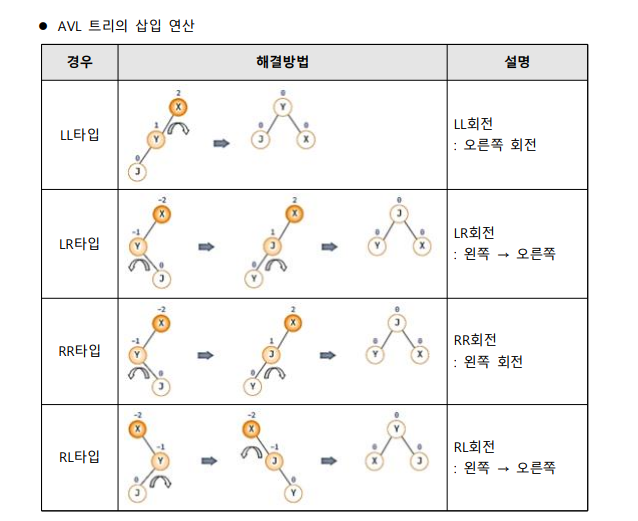 ● AVL 트리의 삽입 연산
경우 해결방법 설명
LL타입
2
X
1
Y
0
J
0
Y
0
J
0
X
LL회전
: 오른쪽 회전
LR타입
-2
X
-1
Y
0
J
2
X
1
J
0
Y
0
J
0
Y
0
X
LR회전
: 왼쪽 → 오른쪽
RR타입
-2
X
-1
Y
0
J
2
X
1
J
0
Y
0
J
0
Y
0
X
RR회전
: 왼쪽 회전
RL타입
-2
X
-1
Y
0
J
-2
X
-1
J
0
Y
0
Y
0
X
0
J
RL회전
: 왼쪽 → 오른쪽